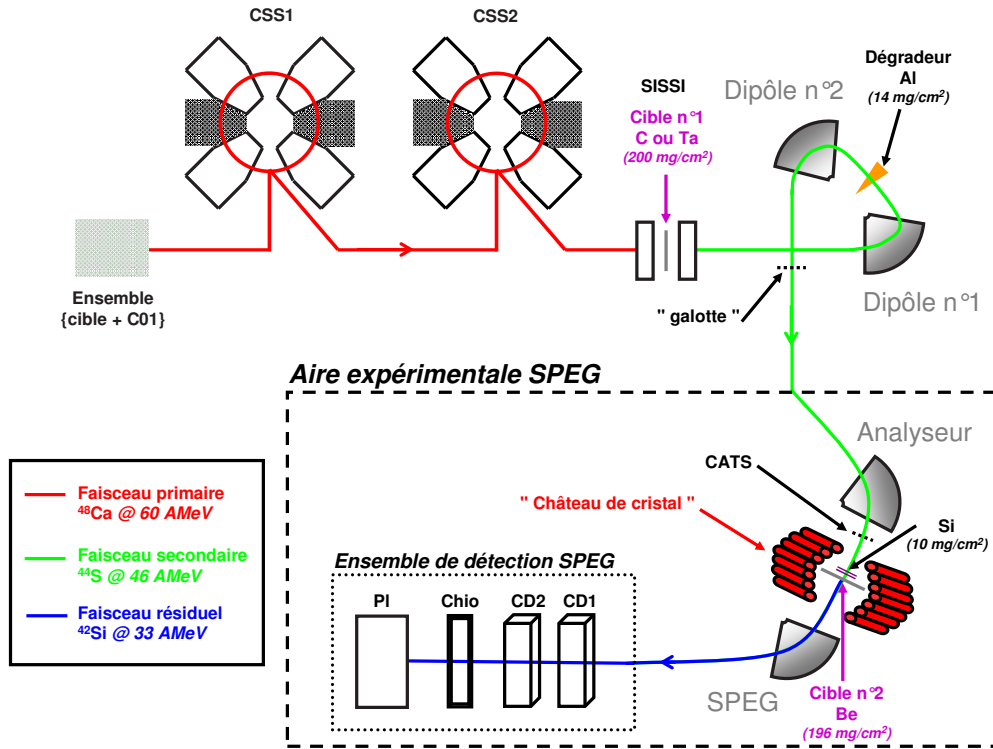 CSS1
CSS2
SISSI
Cible n°1
C ou Ta
(200 mg/cm²)
Dipôle n°2
Dégradeur
Al
(14 mg/cm²)
Ensemble
{cible + C01}
" galotte "
Dipôle n°1
Aire expérimentale SPEG
Analyseur
CATS
Si
(10 mg/cm²)
" Château de cristal "
Faisceau primaire
⁴⁸Ca @ 60 AMeV
Faisceau secondaire
⁴⁴S @ 46 AMeV
Faisceau résiduel
⁴²Si @ 33 AMeV
Ensemble de détection SPEG
PI
Chio
CD2
CD1
SPEG
Cible n°2
Be
(196 mg/cm²)